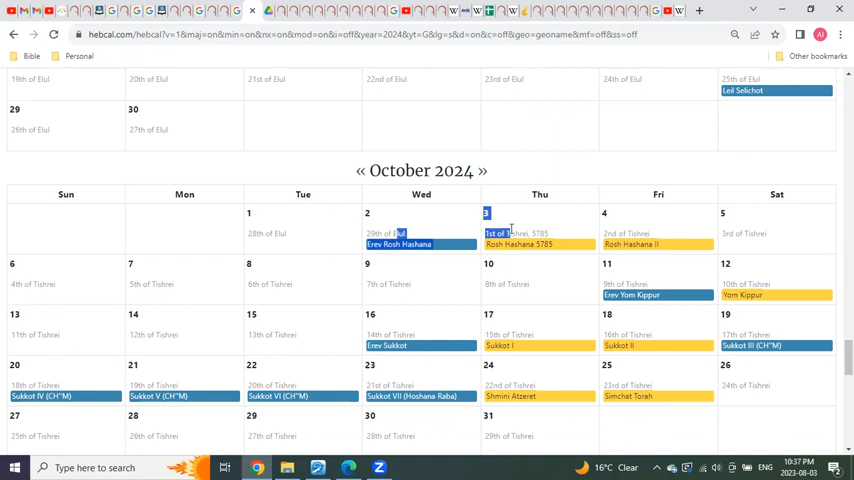 hebcal.com/hebcal?v=1&maj=on&min=on&nx=on&mod=on&i=off&year=2024&yt=G&lg=s&d=on&c=off&geo=geoname&mf=off&ss=off
AI
Bible
Personal
Other bookmarks
19th of Elul
20th of Elul
21st of Elul
22nd of Elul
23rd of Elul
24th of Elul
25th of Elul
Leil Selichot
29
30
26th of Elul
27th of Elul
« October 2024 »
Sun Mon Tue Wed Thu Fri Sat
1 2 3 4 5
28th of Elul
29th of Elul
1st of Tishrei, 5785
2nd of Tishrei
3rd of Tishrei
Erev Rosh Hashana
Rosh Hashana 5785
Rosh Hashana II
6 7 8 9 10 11 12
4th of Tishrei
5th of Tishrei
6th of Tishrei
7th of Tishrei
8th of Tishrei
9th of Tishrei
10th of Tishrei
Erev Yom Kippur
Yom Kippur
13 14 15 16 17 18 19
11th of Tishrei
12th of Tishrei
13th of Tishrei
14th of Tishrei
15th of Tishrei
16th of Tishrei
17th of Tishrei
Erev Sukkot
Sukkot I
Sukkot II
Sukkot III (CH"M)
20 21 22 23 24 25 26
18th of Tishrei
19th of Tishrei
20th of Tishrei
21st of Tishrei
22nd of Tishrei
23rd of Tishrei
24th of Tishrei
Sukkot IV (CH"M)
Sukkot V (CH"M)
Sukkot VI (CH"M)
Sukkot VII (Hoshana Raba)
Shmini Atzeret
Simchat Torah
27 28 29 30 31
25th of Tishrei
26th of Tishrei
27th of Tishrei
28th of Tishrei
29th of Tishrei
Type here to search
16°C Clear
ENG
10:37 PM
2023-08-03
2